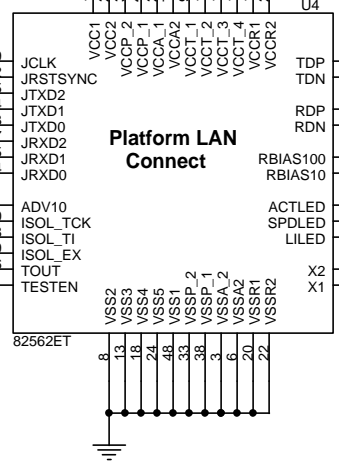 U4
VCC1
VCC2
VCCP_2
VCCP_1
VCCA_1
VCCA2
VCCT_1
VCCT_2
VCCT_3
VCCT_4
VCCR1
VCCR2
JCLK
JRSTSYNC
JTXD2
JTXD1
JTXD0
JRXD2
JRXD1
JRXD0
ADV10
ISOL_TCK
ISOL_TI
ISOL_EX
TOUT
TESTEN
Platform LAN
Connect
TDP
TDN
RDP
RDN
RBIAS100
RBIAS10
ACTLED
SPDLED
LILED
X2
X1
VSS2
VSS3
VSS4
VSS5
VSS1
VSSP_2
VSSP_1
VSSA_2
VSSA2
VSSR1
VSSR2
82562ET
8
13
18
24
48
33
38
3
6
20
22